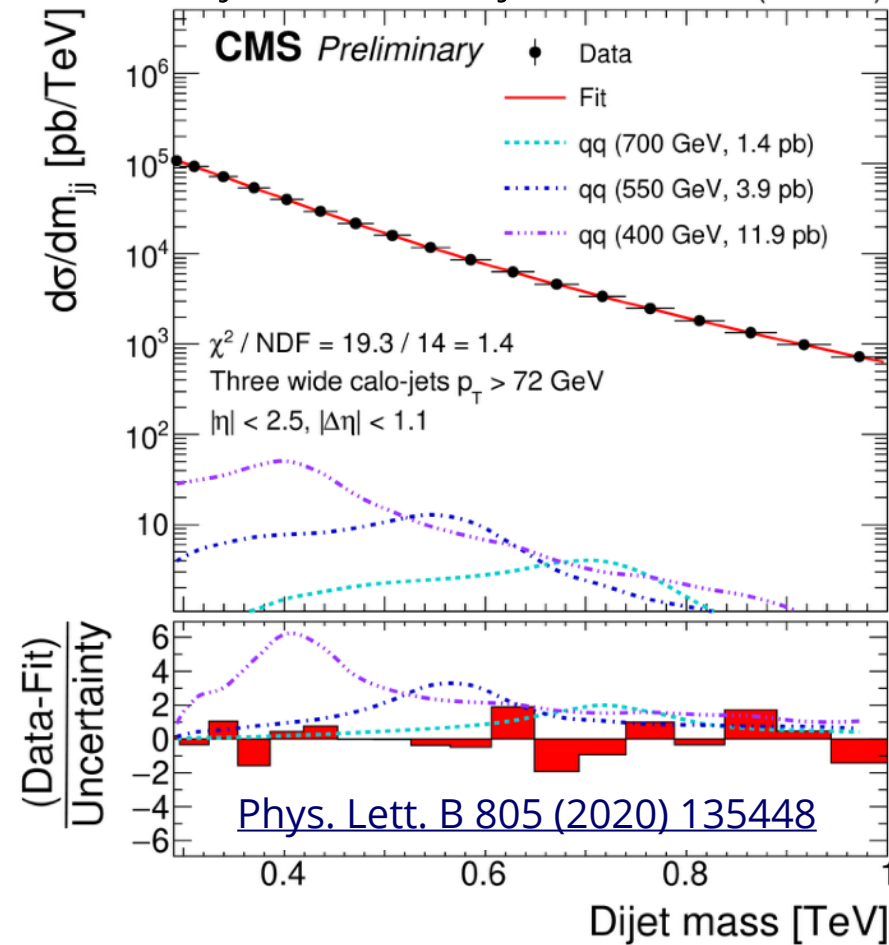 CMS Preliminary
Data
Fit
qq (700 GeV, 1.4 pb)
qq (550 GeV, 3.9 pb)
qq (400 GeV, 11.9 pb)
dσ/dm_jj [pb/TeV]
10^6
10^5
10^4
10^3
10^2
10
χ² / NDF = 19.3 / 14 = 1.4
Three wide calo-jets p_T > 72 GeV
|η| < 2.5, |Δη| < 1.1
(Data-Fit)
Uncertainty
6
4
2
0
−2
−4
−6
Phys. Lett. B 805 (2020) 135448
0.4 0.6 0.8 1
Dijet mass [TeV]